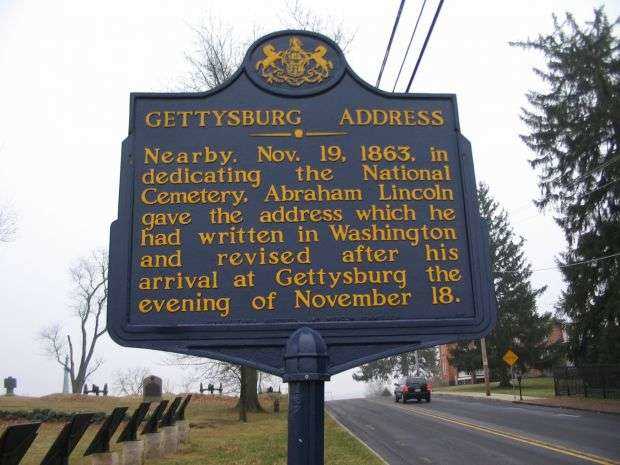 GETTYSBURG ADDRESS
Nearby, Nov. 19, 1863, in
dedicating the National
Cemetery, Abraham Lincoln
gave the address which he
had written in Washington
and revised after his
arrival at Gettysburg the
evening of November 18.